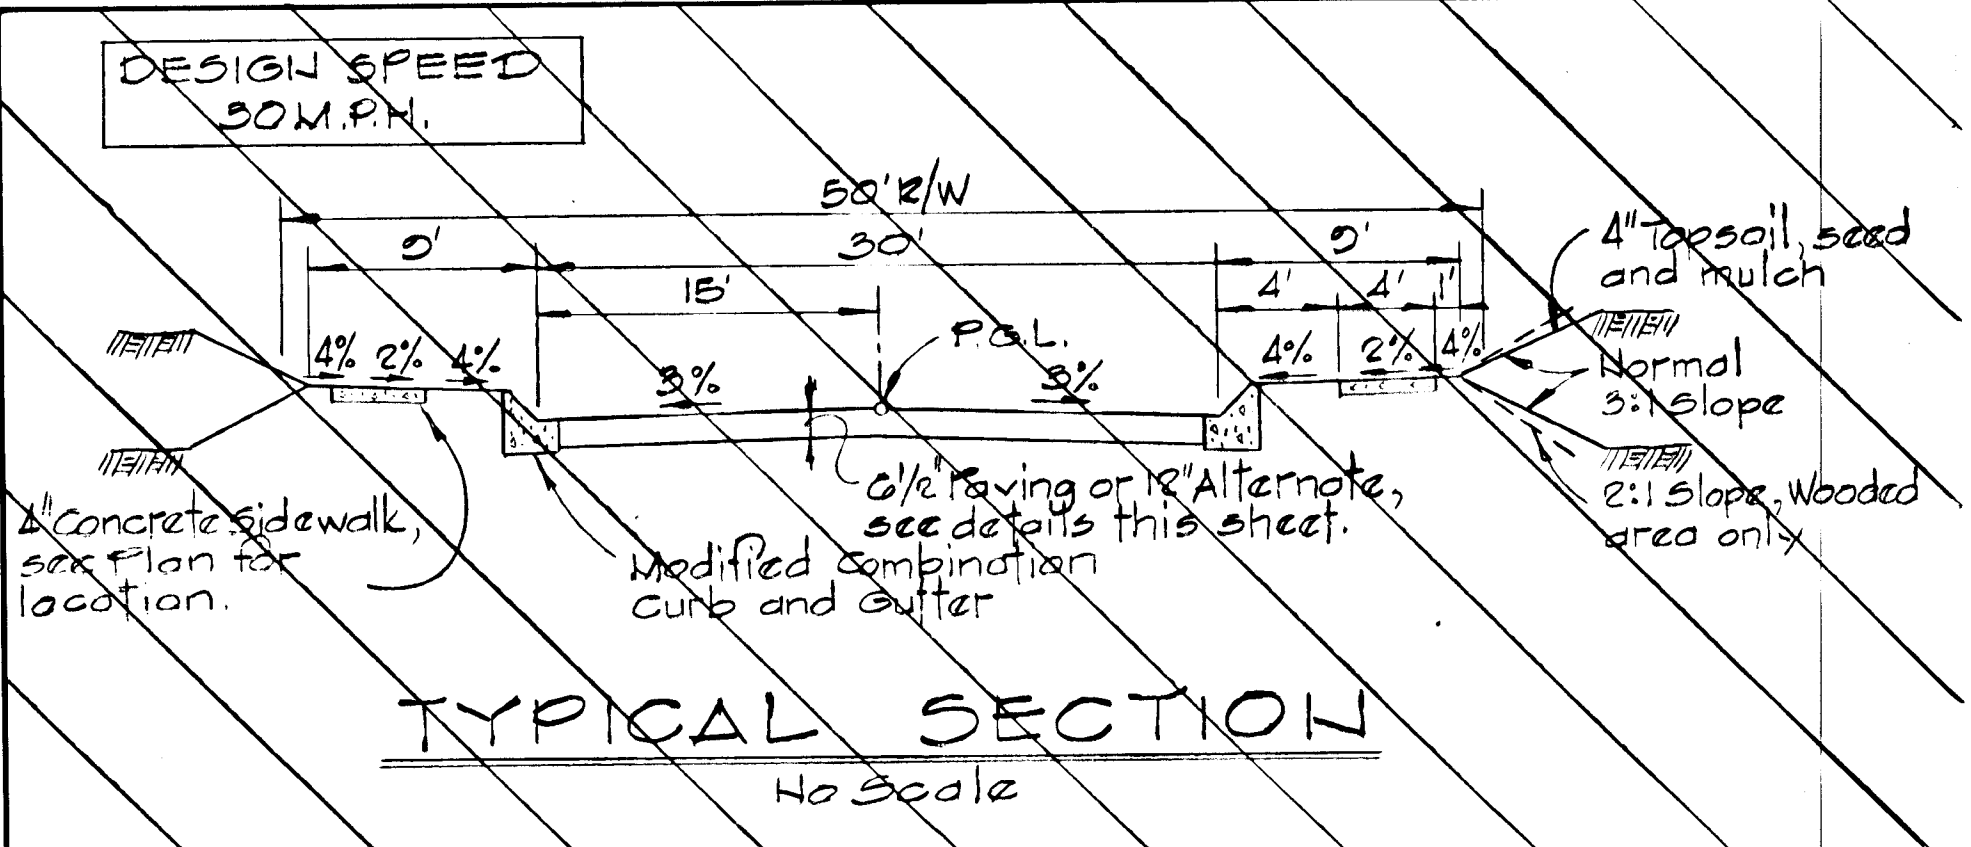 DESIGN SPEED
30 M.P.H.
50' R/W
9'
30'
9'
15'
4'
4'
1'
P.G.L.
4%
2%
4%
3%
3%
4%
2%
4%
4" Topsoil, seed
and mulch
Normal
3:1 Slope
2:1 Slope, Wooded
area only
6 1/2" Paving or 12" Alternate,
see details this sheet.
4" Concrete sidewalk,
see Plan for
location.
Modified Combination
Curb and Gutter
TYPICAL SECTION
No Scale